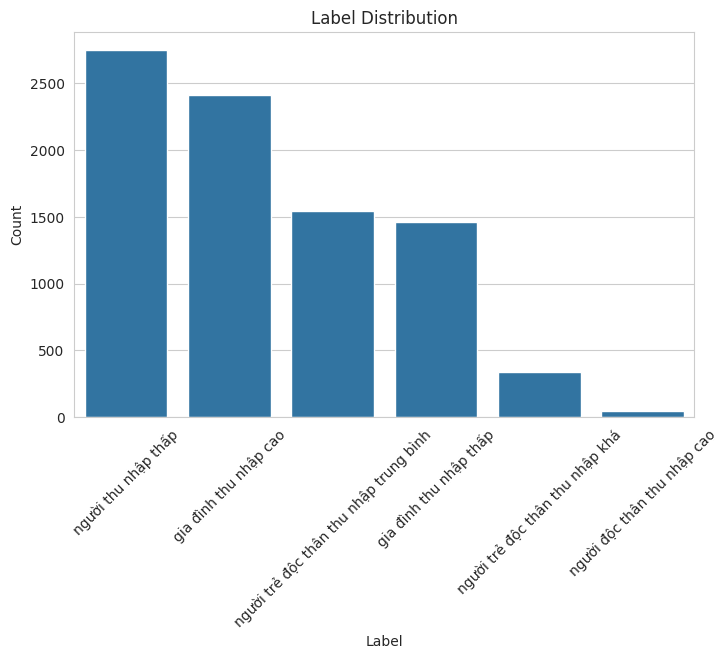 Label Distribution
Count
2500
2000
1500
1000
500
0
người thu nhập thấp
gia đình thu nhập cao
người trẻ độc thân thu nhập trung bình
gia đình thu nhập thấp
người trẻ độc thân thu nhập khá
người độc thân thu nhập cao
Label